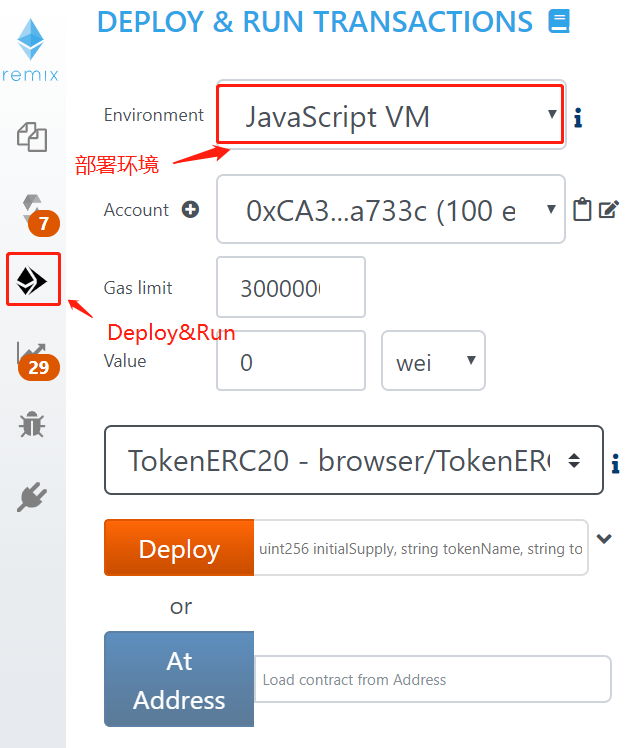 DEPLOY & RUN TRANSACTIONS
remix
Environment
JavaScript VM
部署环境
Account
0xCA3...a733c (100 e
7
Gas limit
3000000
Deploy&Run
Value
0
wei
29
TokenERC20 - browser/TokenERC
Deploy
uint256 initialSupply, string tokenName, string to
or
At
Address
Load contract from Address